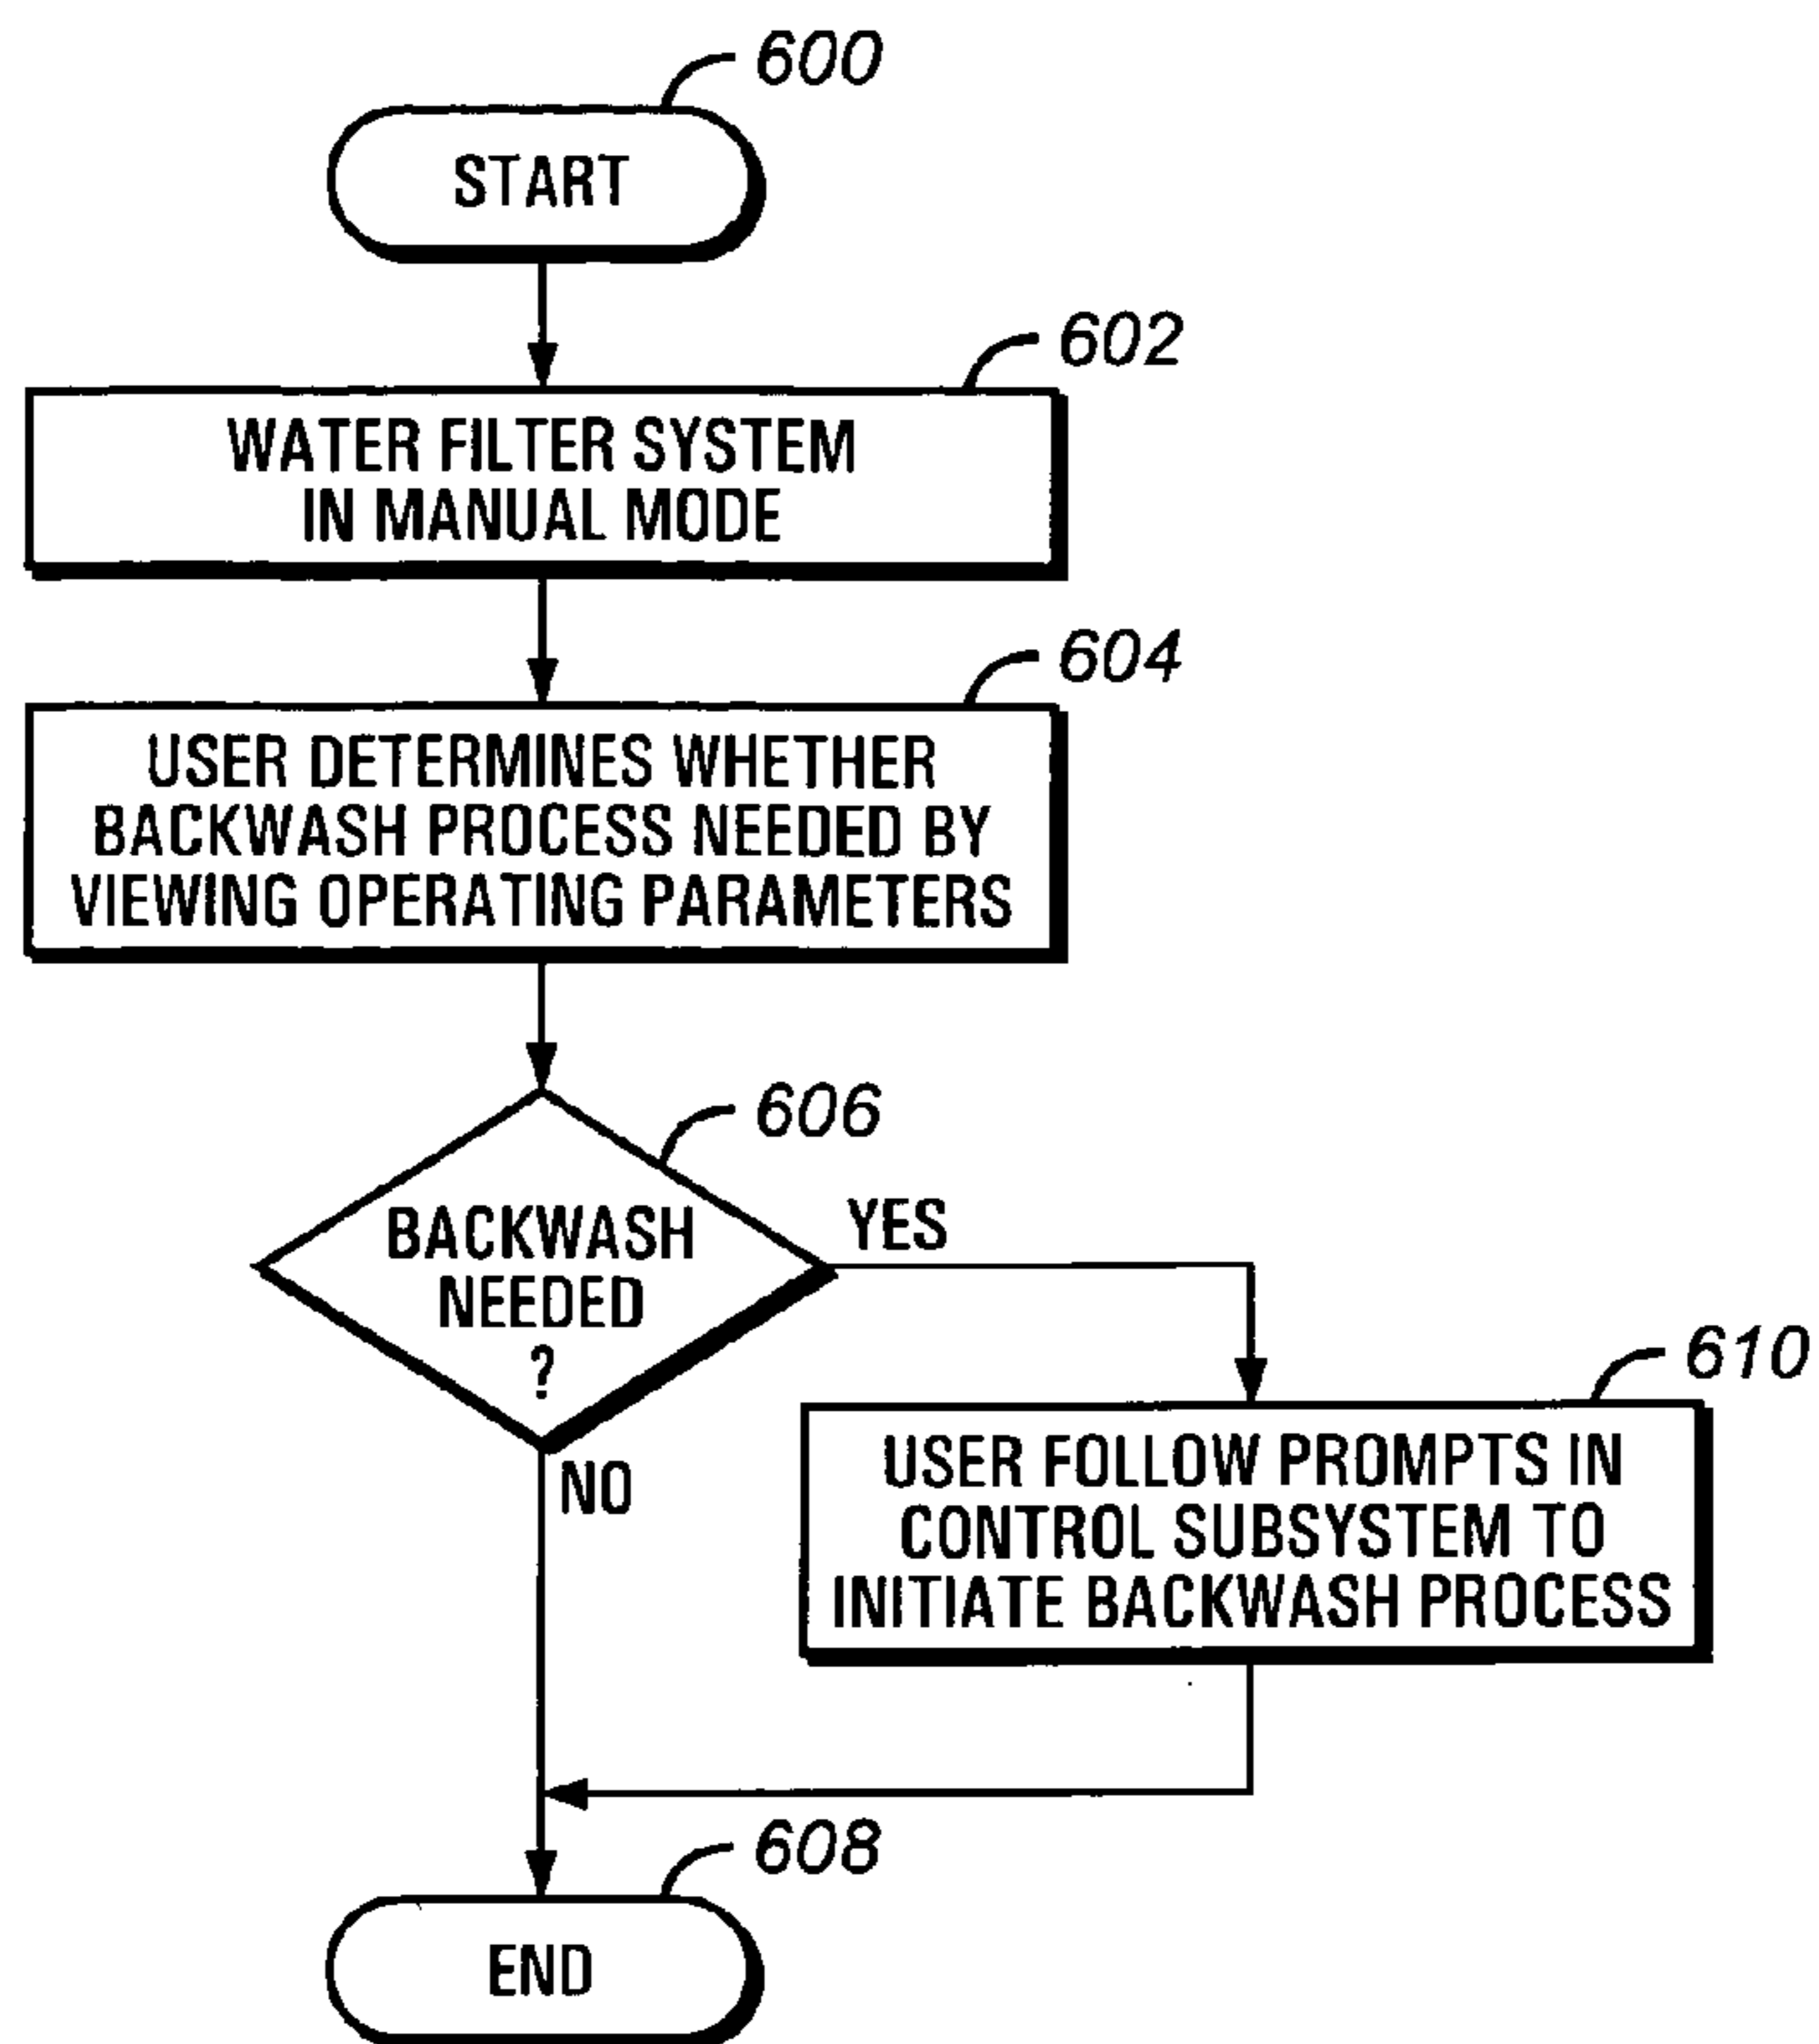 600
START
602
WATER FILTER SYSTEM
IN MANUAL MODE
604
USER DETERMINES WHETHER
BACKWASH PROCESS NEEDED BY
VIEWING OPERATING PARAMETERS
606
BACKWASH
NEEDED
?
YES
NO
610
USER FOLLOW PROMPTS IN
CONTROL SUBSYSTEM TO
INITIATE BACKWASH PROCESS
608
END